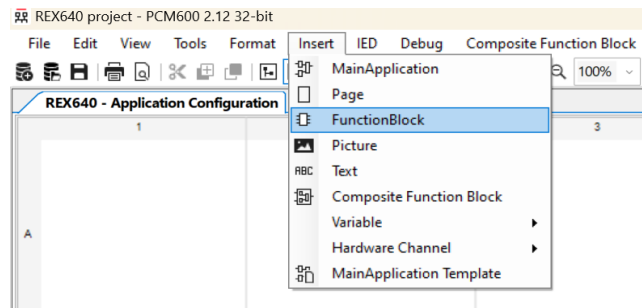 REX640 project - PCM600 2.12 32-bit
File Edit View Tools Format Insert IED Debug Composite Function Block
100%
REX640 - Application Configuration
1 3
MainApplication
Page
FunctionBlock
Picture
ABC Text
Composite Function Block
Variable
A
Hardware Channel
MainApplication Template